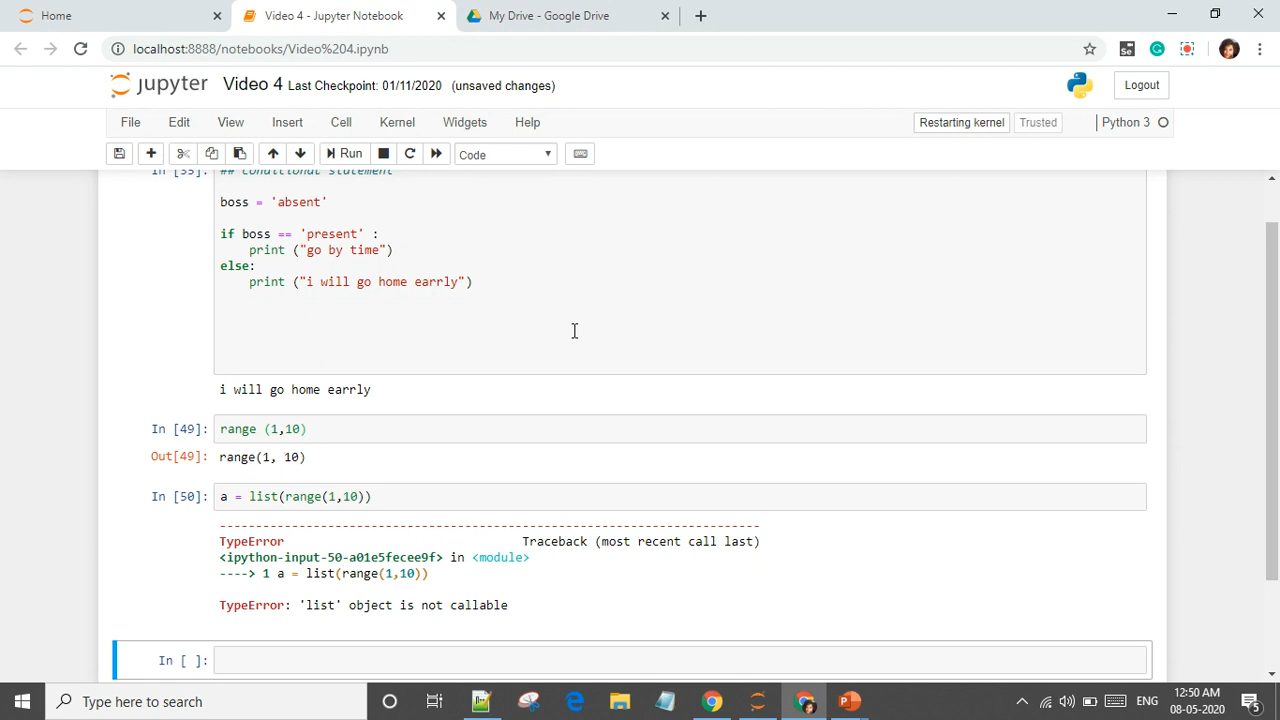 Home
Video 4 - Jupyter Notebook
My Drive - Google Drive
localhost:8888/notebooks/Video%204.ipynb
jupyter Video 4 Last Checkpoint: 01/11/2020 (unsaved changes)
Logout
File Edit View Insert Cell Kernel Widgets Help
Restarting kernel
Trusted
Python 3
Run
Code
In [35]: ## conditional statement
boss = 'absent'
if boss == 'present' :
print ("go by time")
else:
print ("i will go home earrly")
i will go home earrly
In [49]: range (1,10)
Out[49]: range(1, 10)
In [50]: a = list(range(1,10))
---------------------------------------------------------------------------
TypeError Traceback (most recent call last)
<ipython-input-50-a01e5fecee9f> in <module>
----> 1 a = list(range(1,10))
TypeError: 'list' object is not callable
In [ ]:
Type here to search
ENG
12:50 AM
08-05-2020
5